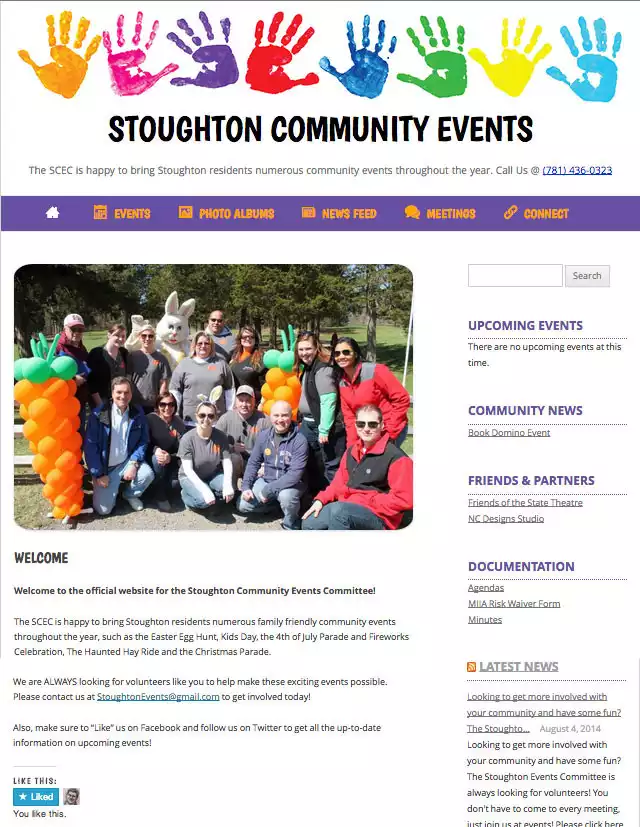 STOUGHTON COMMUNITY EVENTS
The SCEC is happy to bring Stoughton residents numerous community events throughout the year. Call Us @ (781) 436-0323
EVENTS
PHOTO ALBUMS
NEWS FEED
MEETINGS
CONNECT
WELCOME
Welcome to the official website for the Stoughton Community Events Committee!
The SCEC is happy to bring Stoughton residents numerous family friendly community events
throughout the year, such as the Easter Egg Hunt, Kids Day, the 4th of July Parade and Fireworks
Celebration, The Haunted Hay Ride and the Christmas Parade.
We are ALWAYS looking for volunteers like you to help make these exciting events possible.
Please contact us at StoughtonEvents@gmail.com to get involved today!
Also, make sure to “Like” us on Facebook and follow us on Twitter to get all the up-to-date
information on upcoming events!
LIKE THIS:
Liked
You like this.
Search
UPCOMING EVENTS
There are no upcoming events at this
time.
COMMUNITY NEWS
Book Domino Event
FRIENDS & PARTNERS
Friends of the State Theatre
NC Designs Studio
DOCUMENTATION
Agendas
MIIA Risk Waiver Form
Minutes
LATEST NEWS
Looking to get more involved with
your community and have some fun?
The Stoughto... August 4, 2014
Looking to get more involved with
your community and have some fun?
The Stoughton Events Committee is
always looking for volunteers! You
don't have to come to every meeting,
just join us at events! Please click here